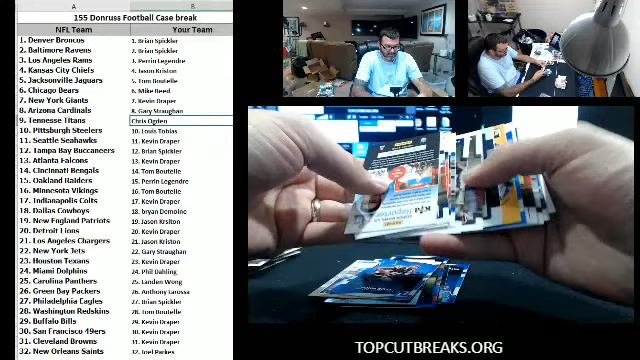 A B
155 Donruss Football Case break
NFL Team Your Team
1. Denver Broncos 1. Brian Spickler
2. Baltimore Ravens 2. Brian Spickler
3. Los Angeles Rams 3. Perrin Legendre
4. Kansas City Chiefs 4. Jason Kriston
5. Jacksonville Jaguars 5. Tom Boutelle
6. Chicago Bears 6. Mike Reed
7. New York Giants 7. Kevin Draper
8. Arizona Cardinals 8. Gary Straughan
9. Tennesse Titans Chris Ogden
10. Pittsburgh Steelers 10. Louis Tobias
11. Seattle Seahawks 11. Kevin Draper
12. Tampa Bay Buccaneers 12. Brian Spickler
13. Atlanta Falcons 13. Kevin Draper
14. Cincinnati Bengals 14. Tom Boutelle
15. Oakland Raiders 15. Perrin Legendre
16. Minnesota Vikings 16. Tom Boutelle
17. Indianapolis Colts 17. Kevin Draper
18. Dallas Cowboys 18. bryan Demoine
19. New England Patriots 19. Jason Kriston
20. Detroit Lions 20. Kevin Draper
21. Los Angeles Chargers 21. Jason Kriston
22. New York Jets 22. Gary Straughan
23. Houston Texans 23. Kevin Draper
24. Miami Dolphins 24. Phil Dahling
25. Carolina Panthers 25. Landen Wong
26. Green Bay Packers 26. Anthony Larossa
27. Philadelphia Eagles 27. Brian Spickler
28. Washington Redskins 28. Tom Boutelle
29. Buffalo Bills 29. Kevin Draper
30. San Francisco 49ers 30. Kevin Draper
31. Cleveland Browns 31. Kevin Draper
32. New Orleans Saints 32. Joel Parkes
Kid Reporter
TOPCUTBREAKS.ORG